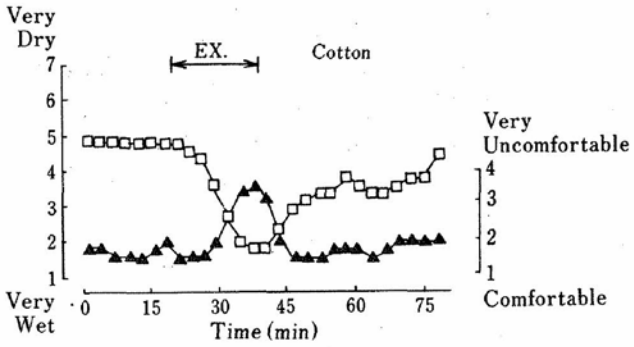 Very
Dry
7
6
5
4
3
2
1
Very
Wet
EX.
Cotton
Very
Uncomfortable
4
3
2
1
Comfortable
0 15 30 45 60 75
Time (min)